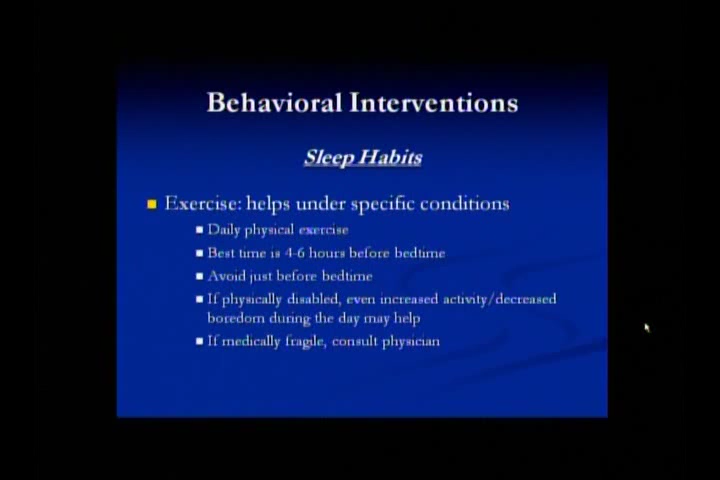 Behavioral Interventions
Sleep Habits
Exercise: helps under specific conditions
Daily physical exercise
Best time is 4-6 hours before bedtime
Avoid just before bedtime
If physically disabled, even increased activity/decreased
boredom during the day may help
If medically fragile, consult physician